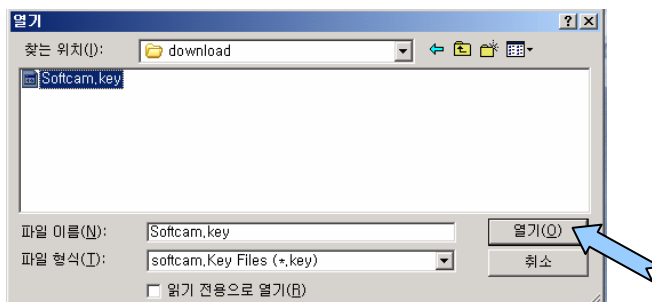 열기
찾는 위치(I): download
Softcam,key
파일 이름(N): Softcam,key 열기(O)
파일 형식(T): softcam,Key Files (*,key) 취소
읽기 전용으로 열기(R)